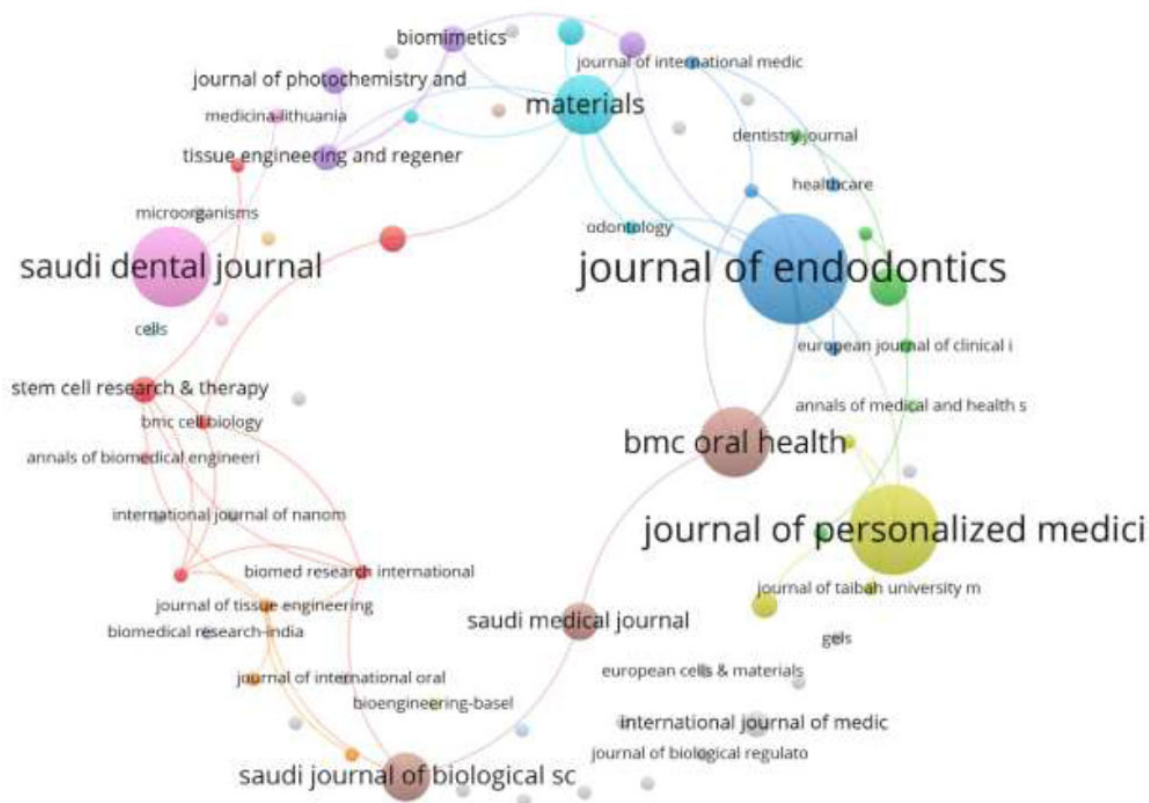 biomimetics
journal of international medic
journal of photochemistry and
materials
medicina-lithuania
dentistry journal
tissue engineering and regener
healthcare
microorganisms
odontology
saudi dental journal
journal of endodontics
cells
european journal of clinical i
stem cell research & therapy
annals of medical and health s
bmc cell biology
bmc oral health
annals of biomedical engineeri
international journal of nanom
journal of personalized medici
biomed research international
journal of taibah university m
journal of tissue engineering
saudi medical journal
biomedical research-india
gels
european cells & materials
journal of international oral
bioengineering-basel
international journal of medic
journal of biological regulato
saudi journal of biological sc